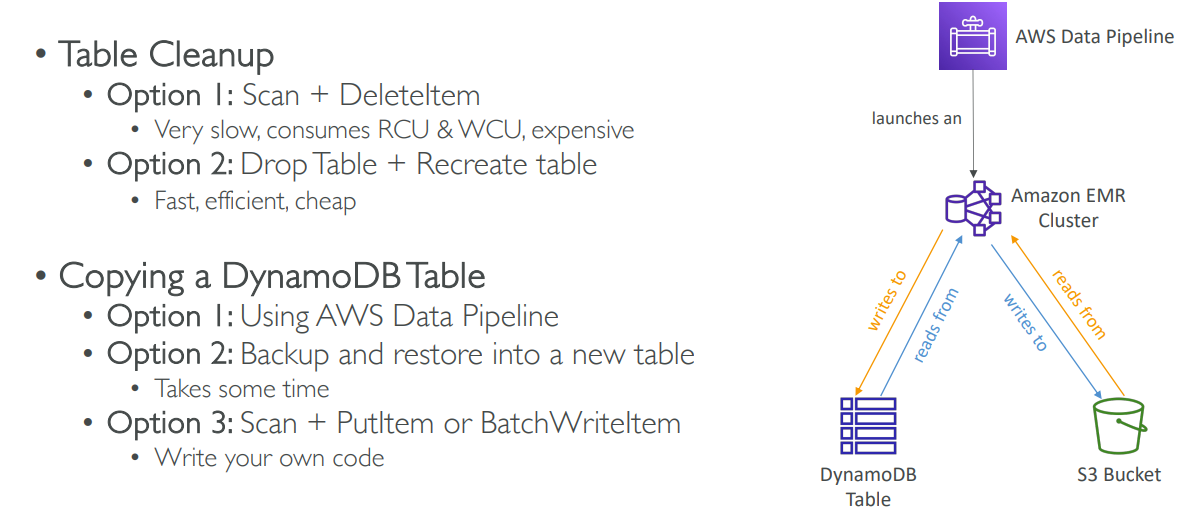 • Table Cleanup
• Option 1: Scan + DeleteItem
• Very slow, consumes RCU & WCU, expensive
• Option 2: Drop Table + Recreate table
• Fast, efficient, cheap
• Copying a DynamoDB Table
• Option 1: Using AWS Data Pipeline
• Option 2: Backup and restore into a new table
• Takes some time
• Option 3: Scan + PutItem or BatchWriteItem
• Write your own code
AWS Data Pipeline
launches an
Amazon EMR
Cluster
writes to
reads from
writes to
reads from
DynamoDB
Table
S3 Bucket